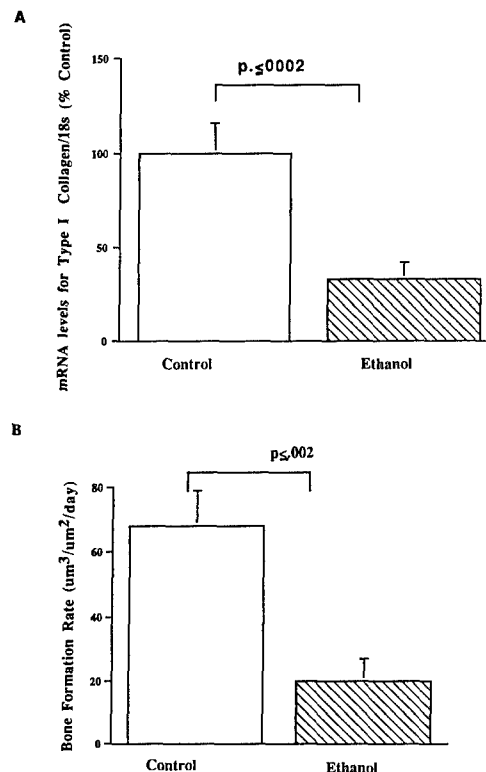 A
p.≤0002
mRNA levels for Type I Collagen/18s (% Control)
150
100
50
0
Control Ethanol
B
p≤.002
Bone Formation Rate (um³/um²/day)
80
60
40
20
0
Control Ethanol